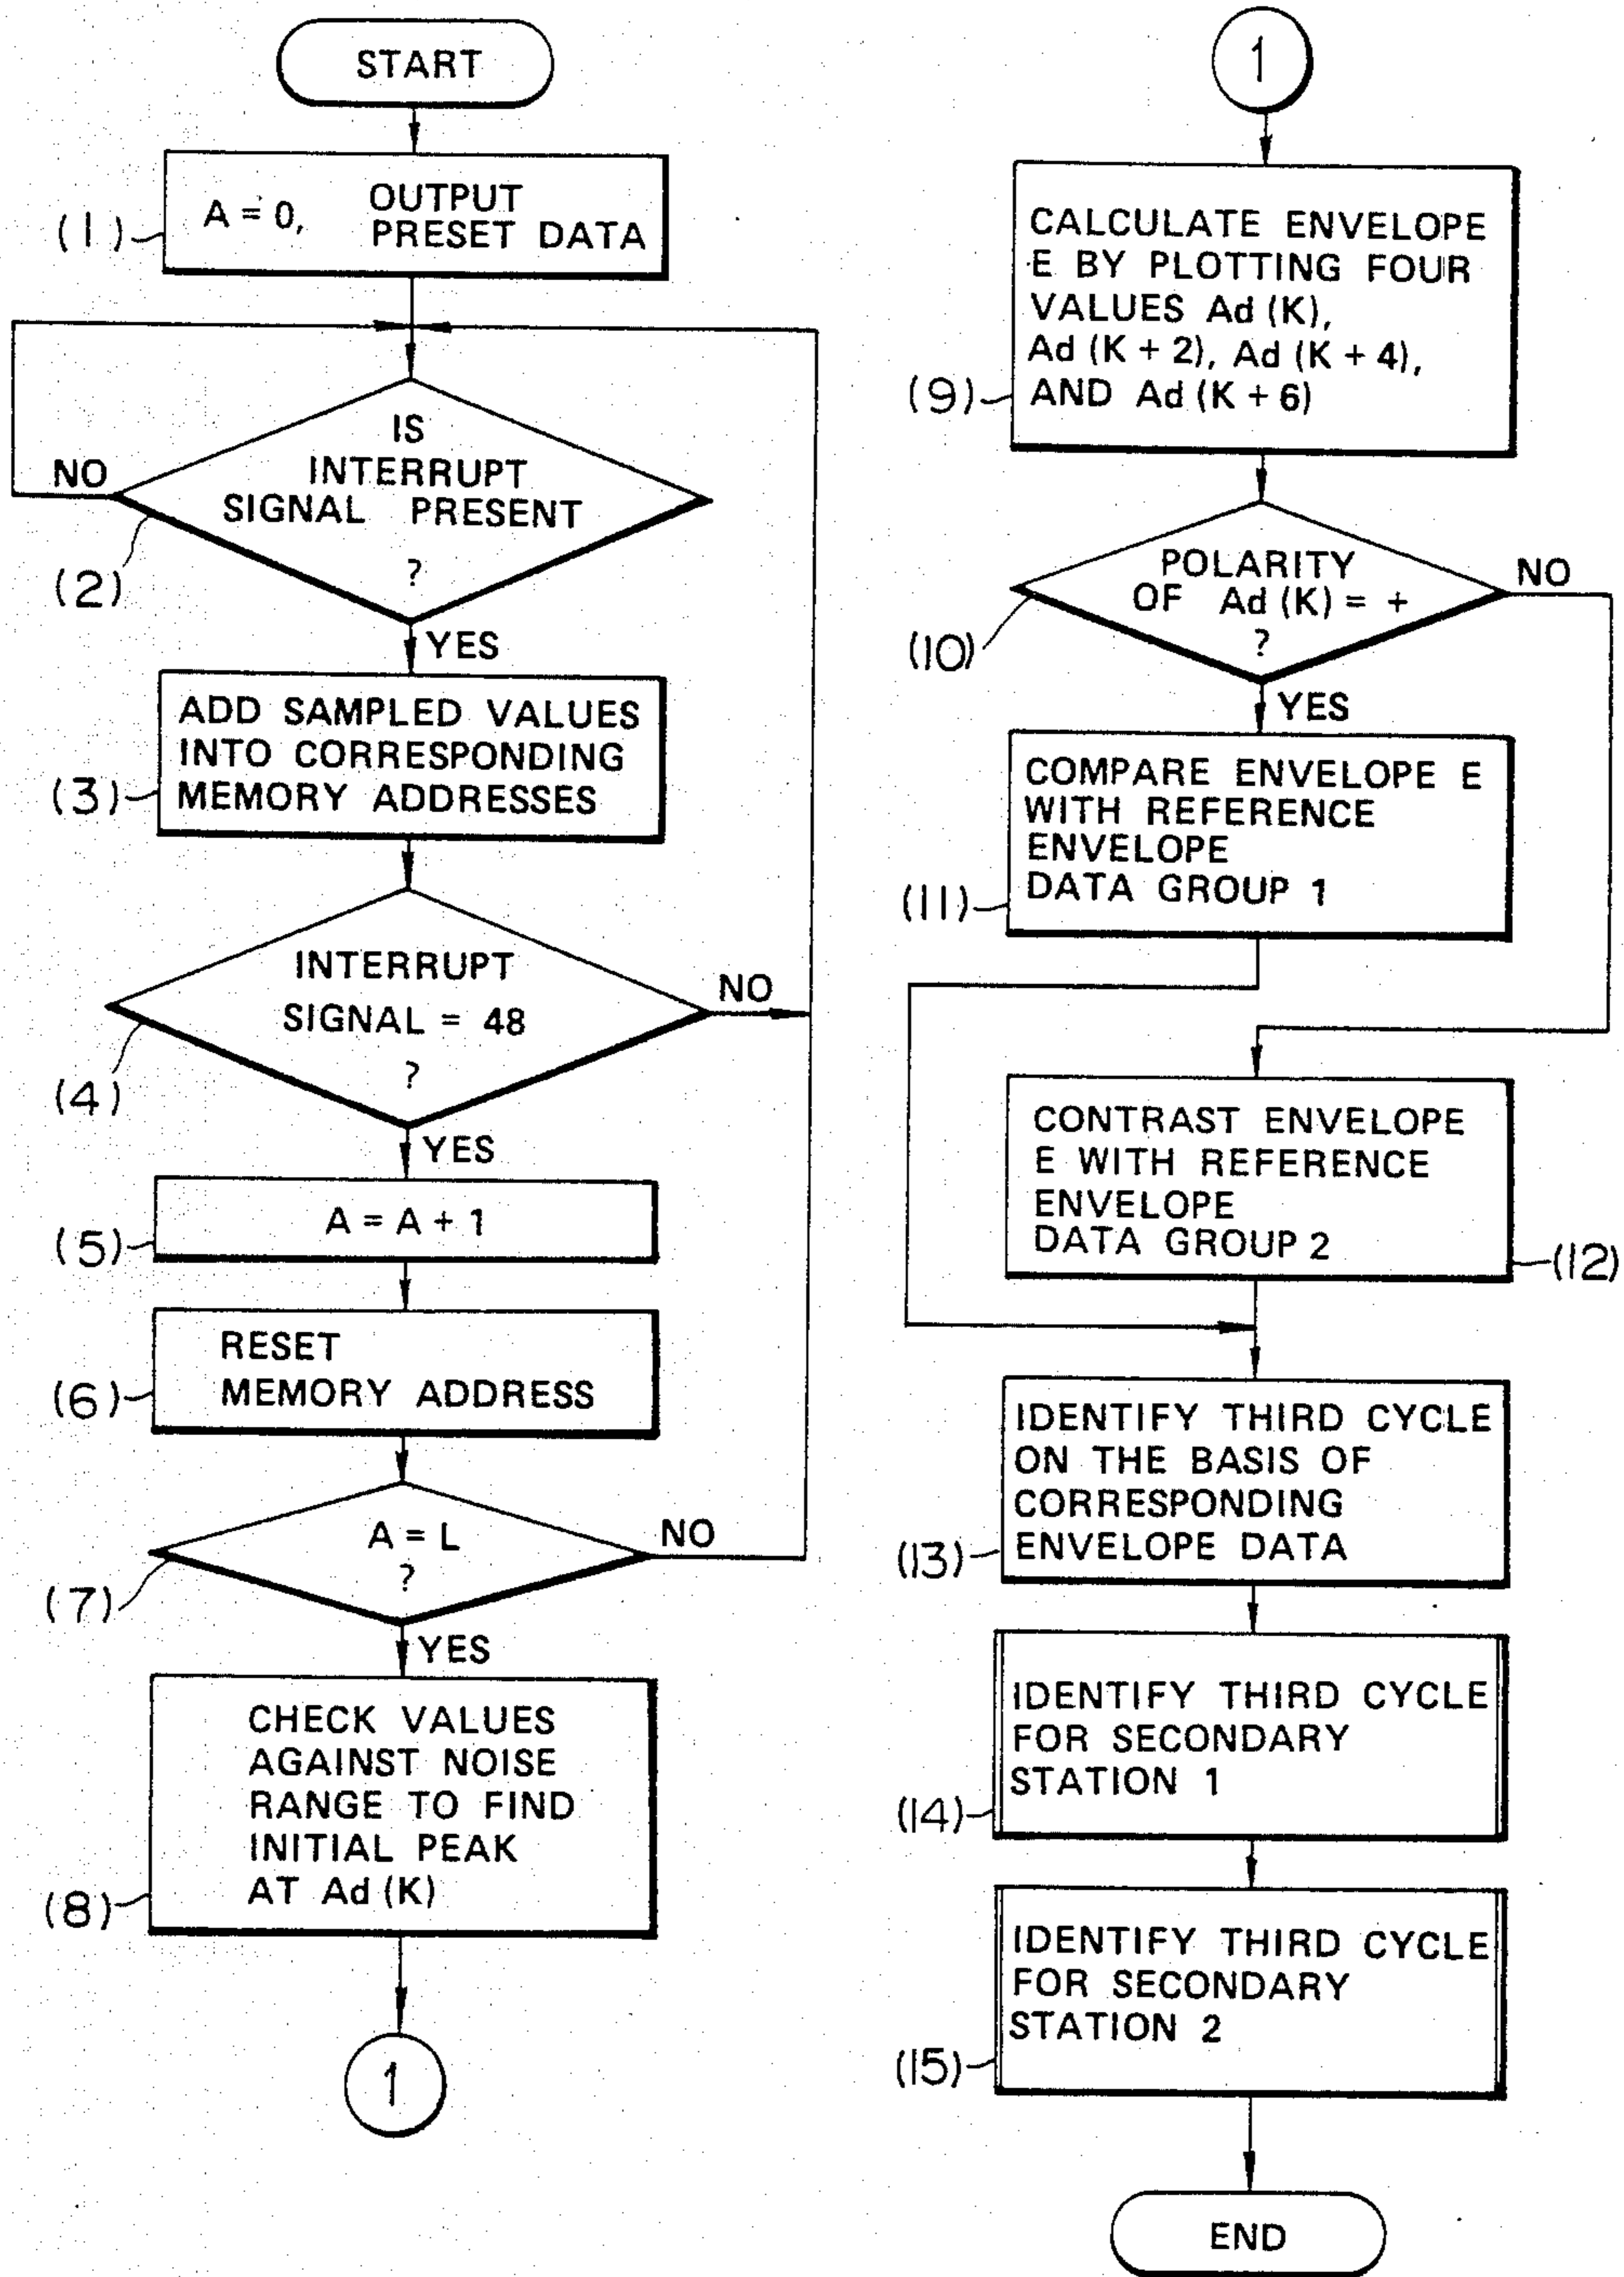 START
(1)
A = 0, OUTPUT
PRESET DATA
IS
INTERRUPT
SIGNAL PRESENT
?
NO
(2)
YES
(3)
ADD SAMPLED VALUES
INTO CORRESPONDING
MEMORY ADDRESSES
INTERRUPT
SIGNAL = 48
?
NO
(4)
YES
(5)
A = A + 1
(6)
RESET
MEMORY ADDRESS
A = L
?
NO
(7)
YES
(8)
CHECK VALUES
AGAINST NOISE
RANGE TO FIND
INITIAL PEAK
AT Ad (K)
1
1
(9)
CALCULATE ENVELOPE
E BY PLOTTING FOUR
VALUES Ad (K),
Ad (K + 2), Ad (K + 4),
AND Ad (K + 6)
POLARITY
OF Ad (K) = +
?
NO
(10)
YES
(11)
COMPARE ENVELOPE E
WITH REFERENCE
ENVELOPE
DATA GROUP 1
CONTRAST ENVELOPE
E WITH REFERENCE
ENVELOPE
DATA GROUP 2
(12)
(13)
IDENTIFY THIRD CYCLE
ON THE BASIS OF
CORRESPONDING
ENVELOPE DATA
(14)
IDENTIFY THIRD CYCLE
FOR SECONDARY
STATION 1
(15)
IDENTIFY THIRD CYCLE
FOR SECONDARY
STATION 2
END